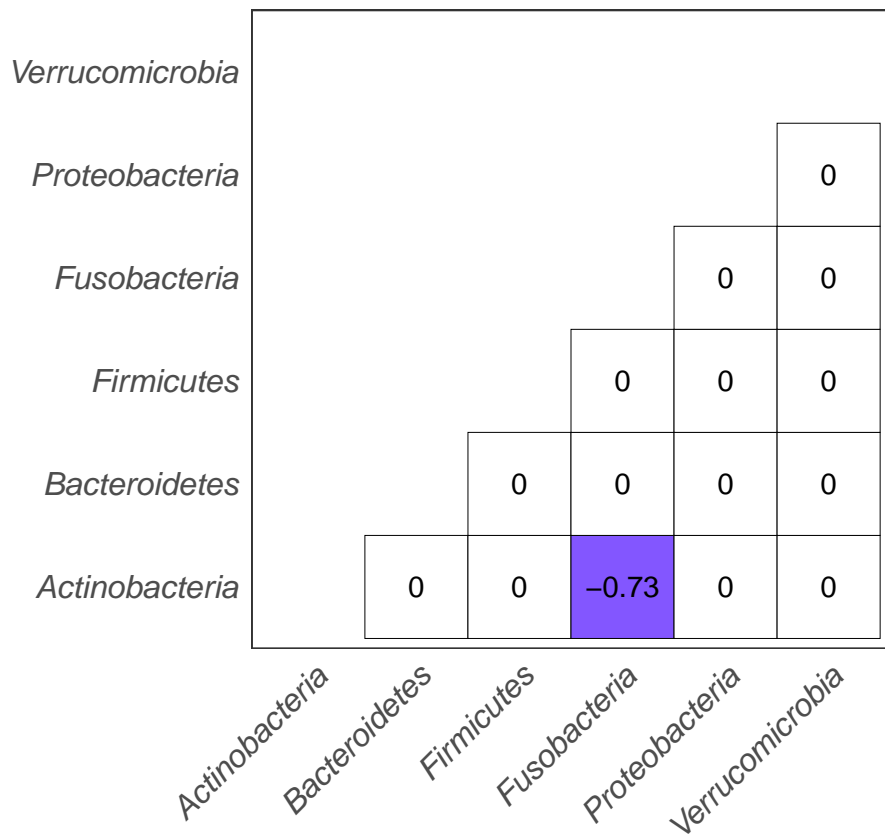 Verrucomicrobia
Proteobacteria 0
Fusobacteria 0 0
Firmicutes 0 0 0
Bacteroidetes 0 0 0 0
Actinobacteria 0 0 −0.73 0 0
Actinobacteria Bacteroidetes Firmicutes Fusobacteria Proteobacteria Verrucomicrobia